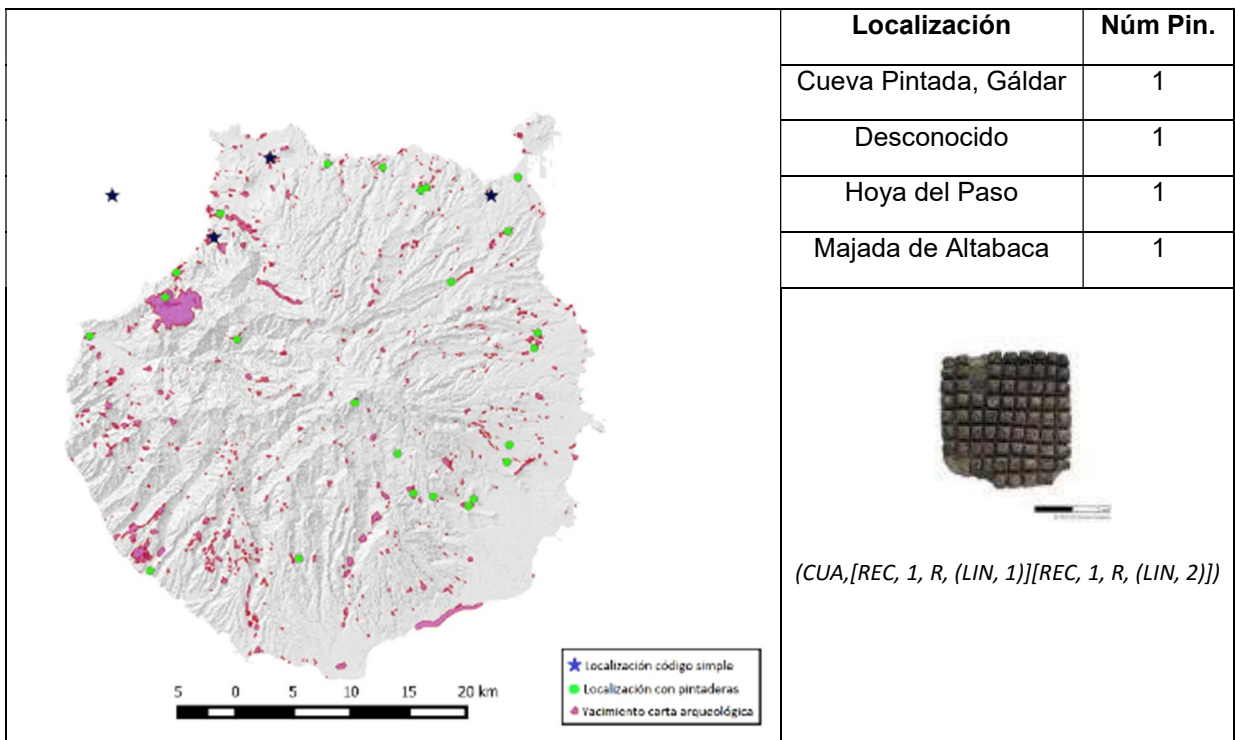 Localización Núm Pin.
Cueva Pintada, Gáldar 1
Desconocido 1
Hoya del Paso 1
Majada de Altabaca 1
(CUA,[REC, 1, R, (LIN, 1)][REC, 1, R, (LIN, 2)])
Localización código simple
Localización con pintaderas
Yacimiento carta arqueológica
5 0 5 10 15 20 km